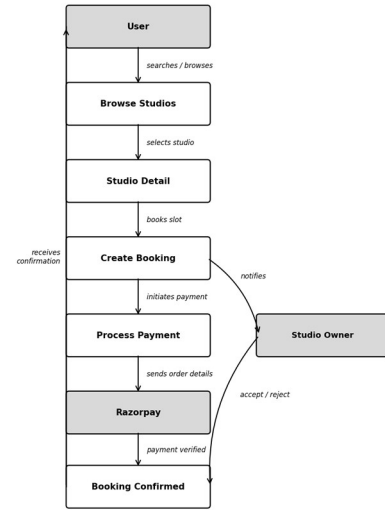 User
searches / browses
Browse Studios
selects studio
Studio Detail
books slot
receives
confirmation
Create Booking
notifies
initiates payment
Process Payment
Studio Owner
sends order details
accept / reject
Razorpay
payment verified
Booking Confirmed